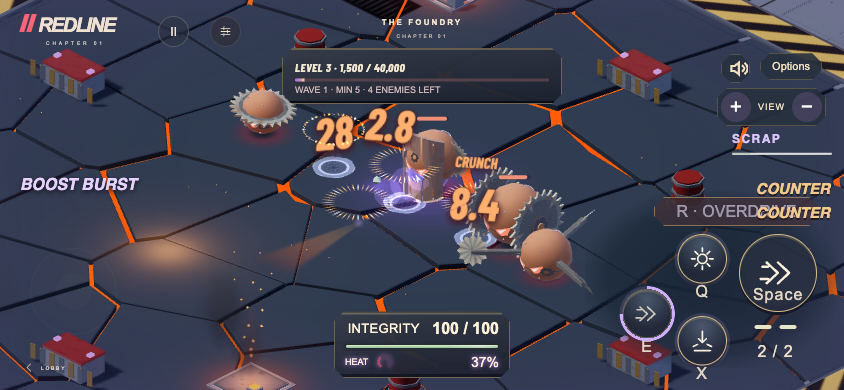 REDLINE
CHAPTER 01
THE FOUNDRY
CHAPTER 01
LEVEL 3 · 1,500 / 40,000
WAVE 1 · MIN 5 · 4 ENEMIES LEFT
Options
+ VIEW −
SCRAP
28
2.8
CRUNCH
8.4
BOOST BURST
COUNTER
R · OVERDRIVE
COUNTER
Q
Space
E
X
2 / 2
INTEGRITY 100 / 100
HEAT 37%
LOBBY